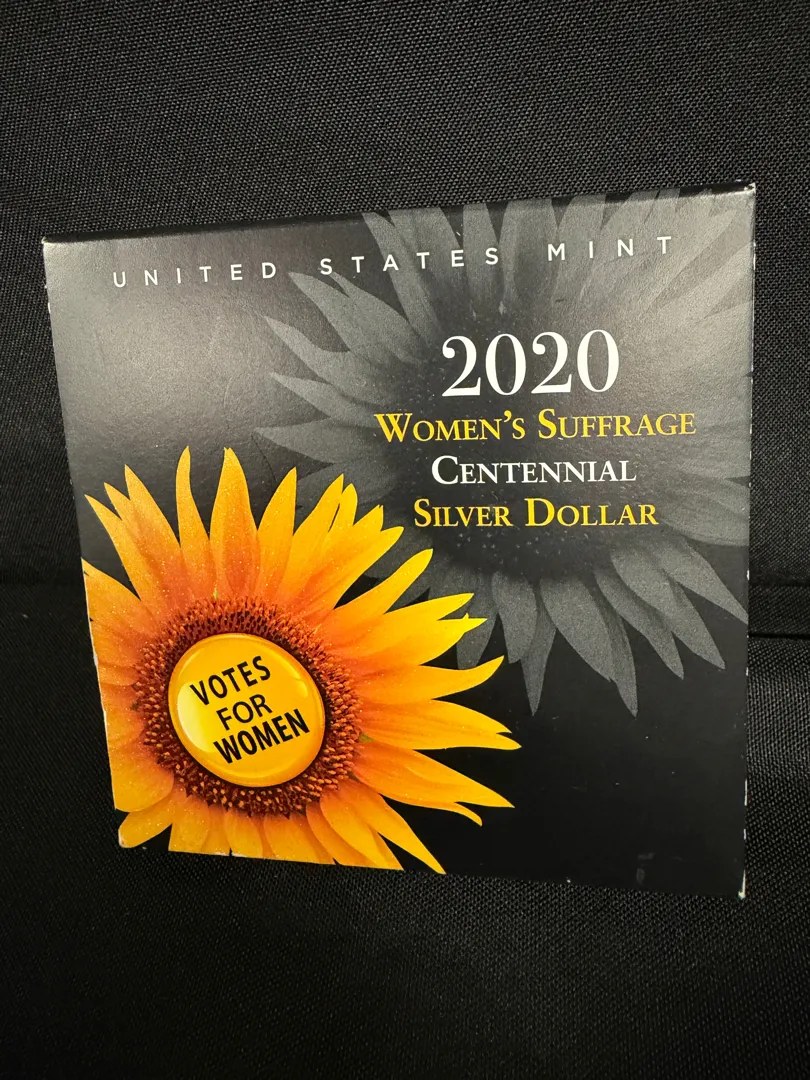 UNITED STATES MINT
2020
WOMEN'S SUFFRAGE
CENTENNIAL
SILVER DOLLAR
VOTES
FOR
WOMEN